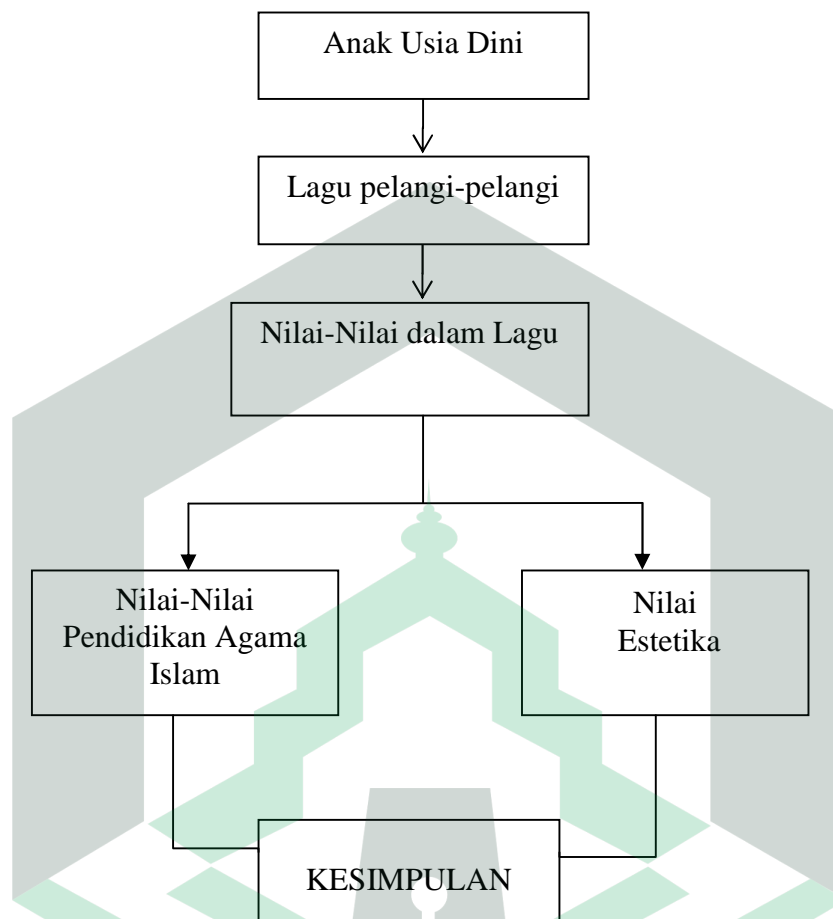 Anak Usia Dini
Lagu pelangi-pelangi
Nilai-Nilai dalam Lagu
Nilai-Nilai
Pendidikan Agama
Islam
Nilai
Estetika
KESIMPULAN